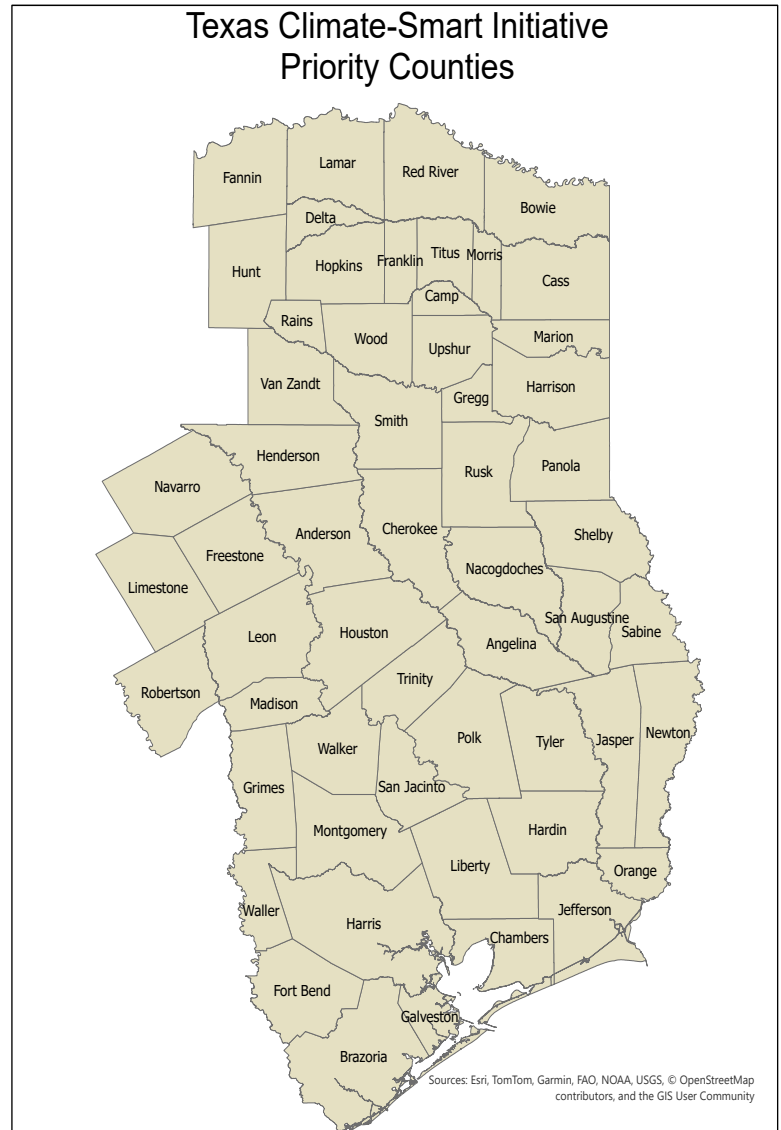 Texas Climate-Smart Initiative
Priority Counties
Fannin
Lamar
Red River
Bowie
Delta
Hunt
Hopkins
Franklin
Titus
Morris
Cass
Camp
Rains
Wood
Upshur
Marion
Van Zandt
Smith
Gregg
Harrison
Henderson
Navarro
Rusk
Panola
Anderson
Cherokee
Shelby
Freestone
Limestone
Nacogdoches
San Augustine
Sabine
Leon
Houston
Angelina
Trinity
Robertson
Madison
Walker
Polk
Tyler
Jasper
Newton
Grimes
San Jacinto
Montgomery
Hardin
Liberty
Orange
Waller
Harris
Jefferson
Chambers
Fort Bend
Galveston
Brazoria
Sources: Esri, TomTom, Garmin, FAO, NOAA, USGS, © OpenStreetMap
contributors, and the GIS User Community